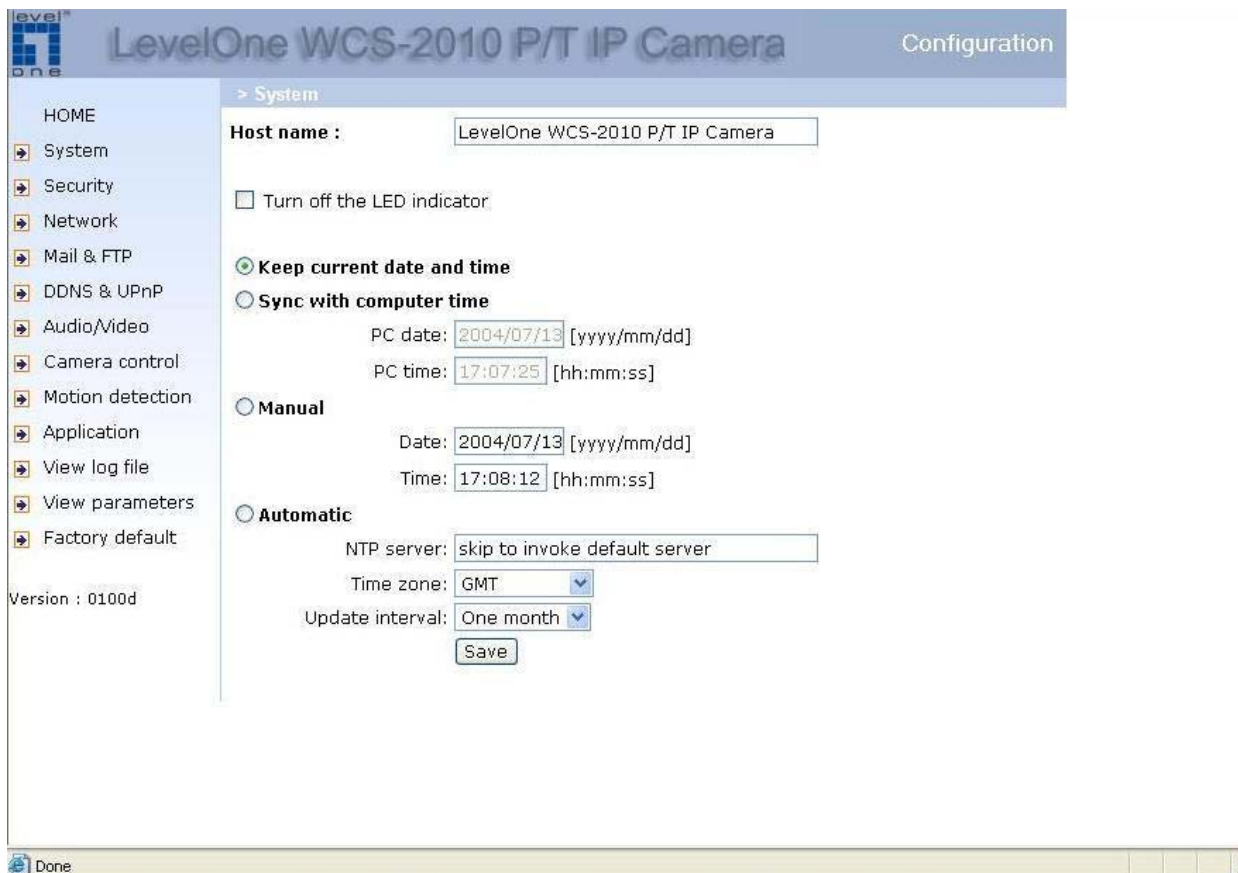 level
one
LevelOne WCS-2010 P/T IP Camera
Configuration
HOME
System
Security
Network
Mail & FTP
DDNS & UPnP
Audio/Video
Camera control
Motion detection
Application
View log file
View parameters
Factory default
Version : 0100d
> System
Host name : LevelOne WCS-2010 P/T IP Camera
Turn off the LED indicator
Keep current date and time
Sync with computer time
PC date: 2004/07/13 [yyyy/mm/dd]
PC time: 17:07:25 [hh:mm:ss]
Manual
Date: 2004/07/13 [yyyy/mm/dd]
Time: 17:08:12 [hh:mm:ss]
Automatic
NTP server: skip to invoke default server
Time zone: GMT
Update interval: One month
Save
Done